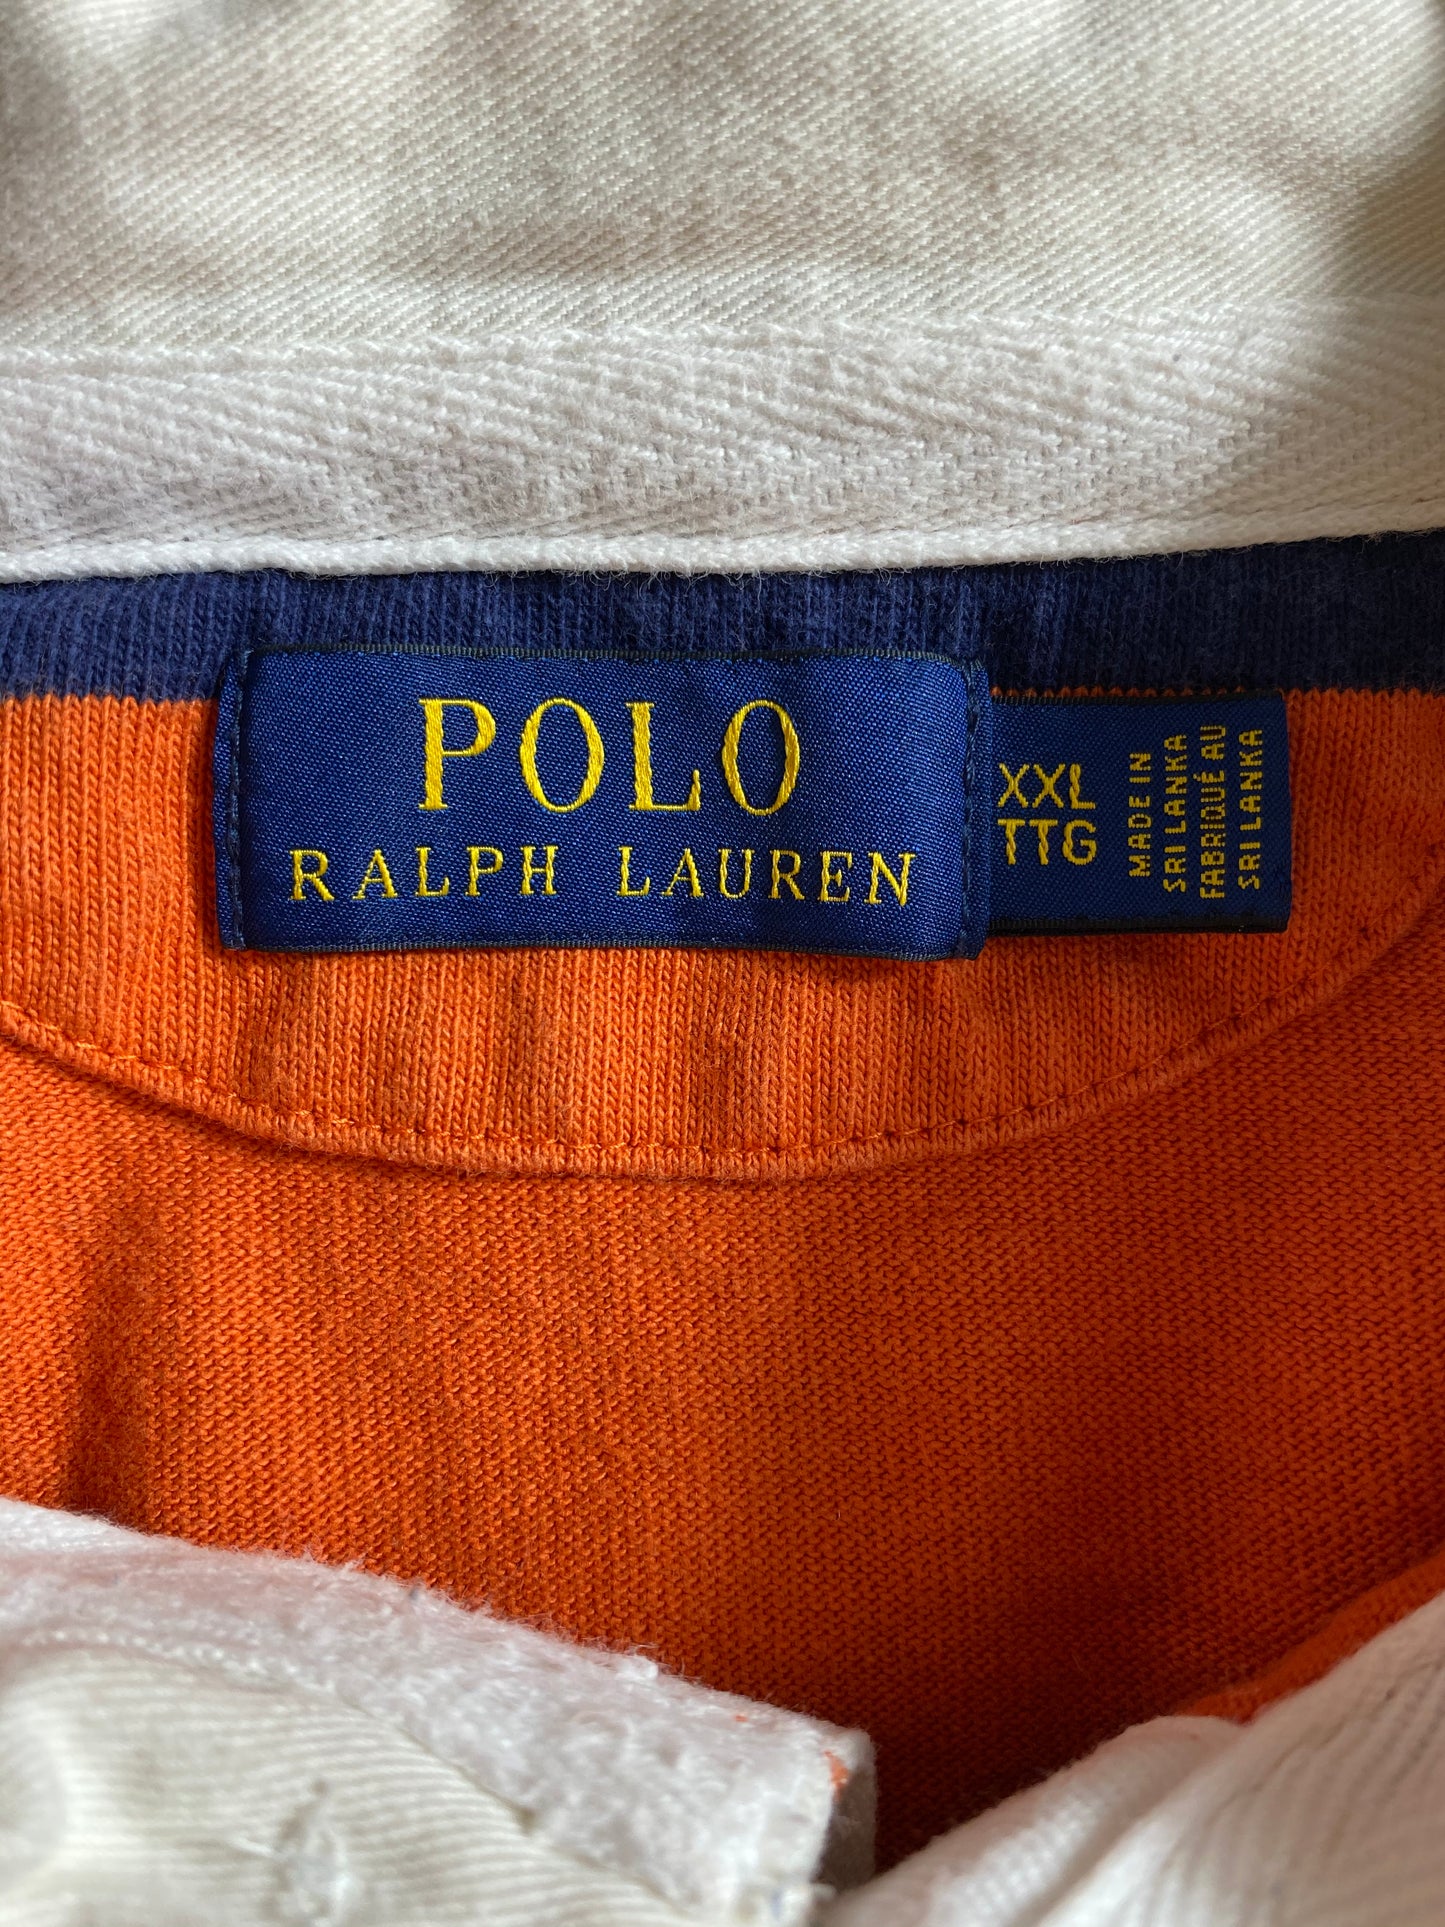 POLO
RALPH LAUREN
XXL
TTG
MADE IN
SRI LANKA
FABRIQUÉ AU
SRI LANKA